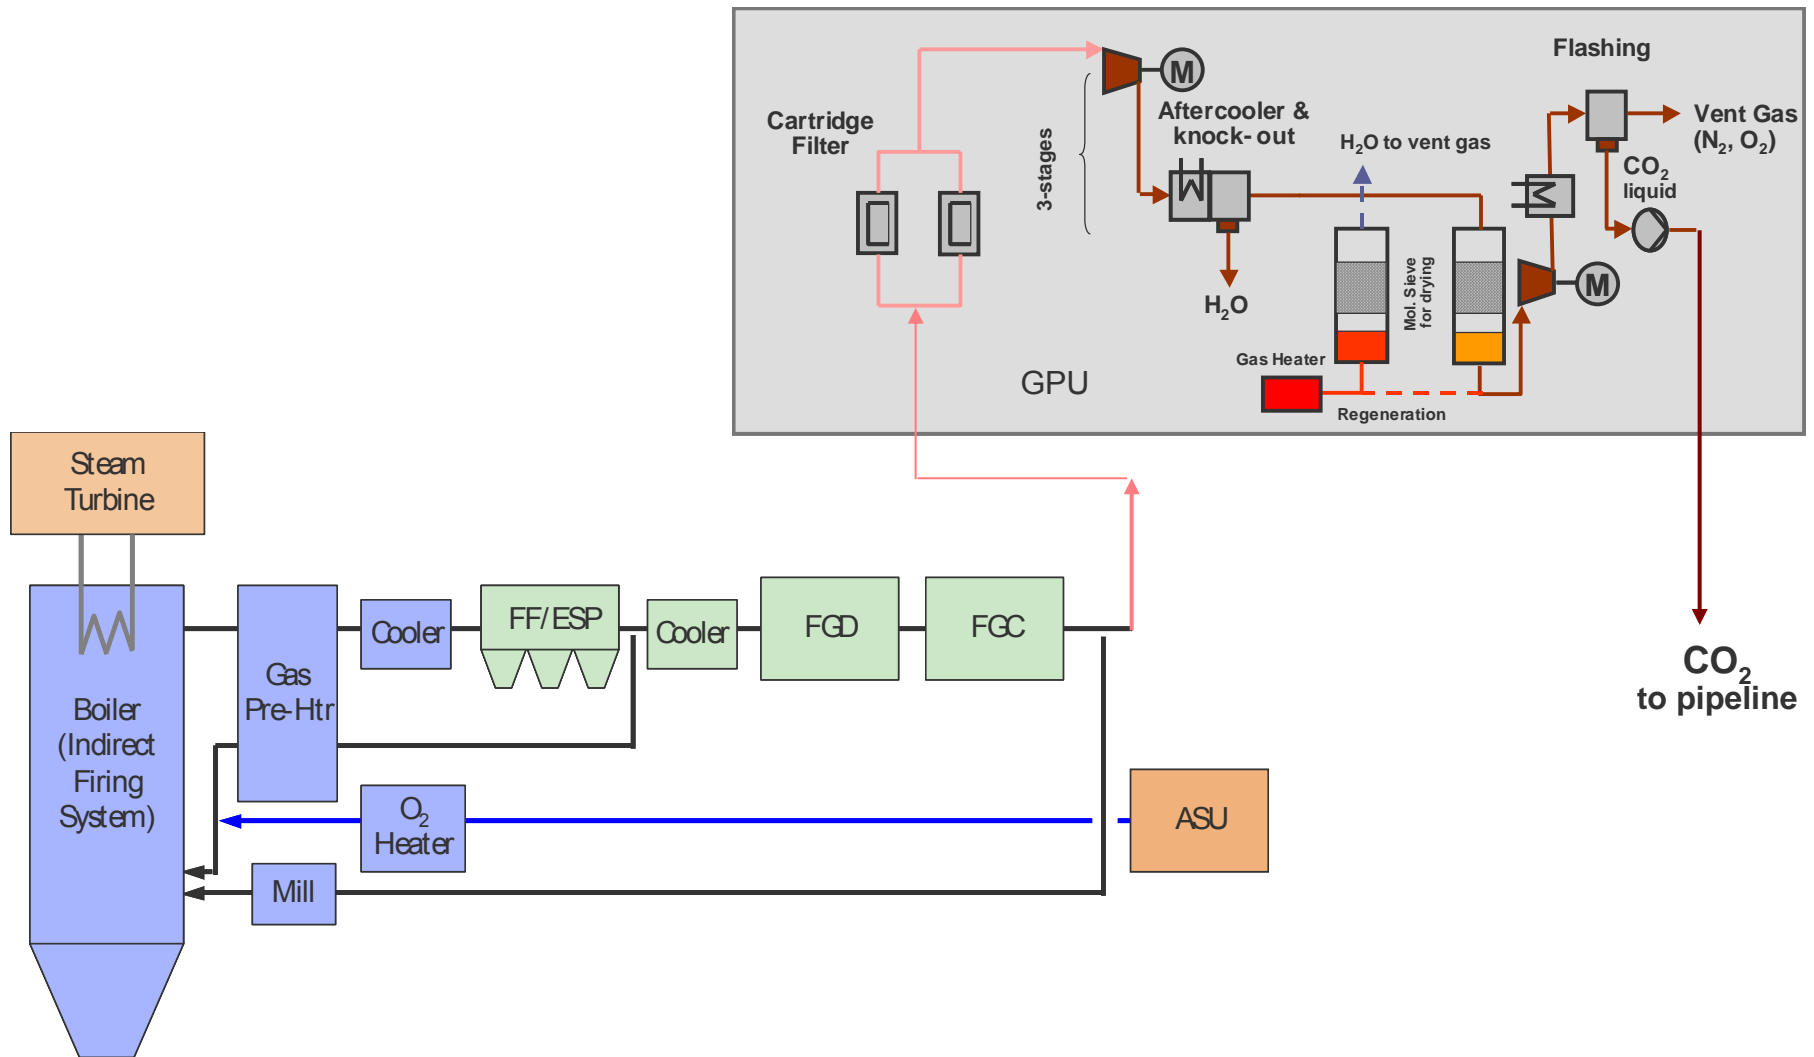 Flashing
M
Cartridge
Filter
3-stages
Aftercooler &
knock-out
H₂O to vent gas
Vent Gas
(N₂, O₂)
CO₂
liquid
M
H₂O
Mol. Sieve
for drying
Gas Heater
Regeneration
GPU
Steam
Turbine
Boiler
(Indirect
Firing
System)
Gas
Pre-Htr
Cooler
FF/ESP
Cooler
FGD
FGC
O₂
Heater
ASU
Mill
CO₂
to pipeline